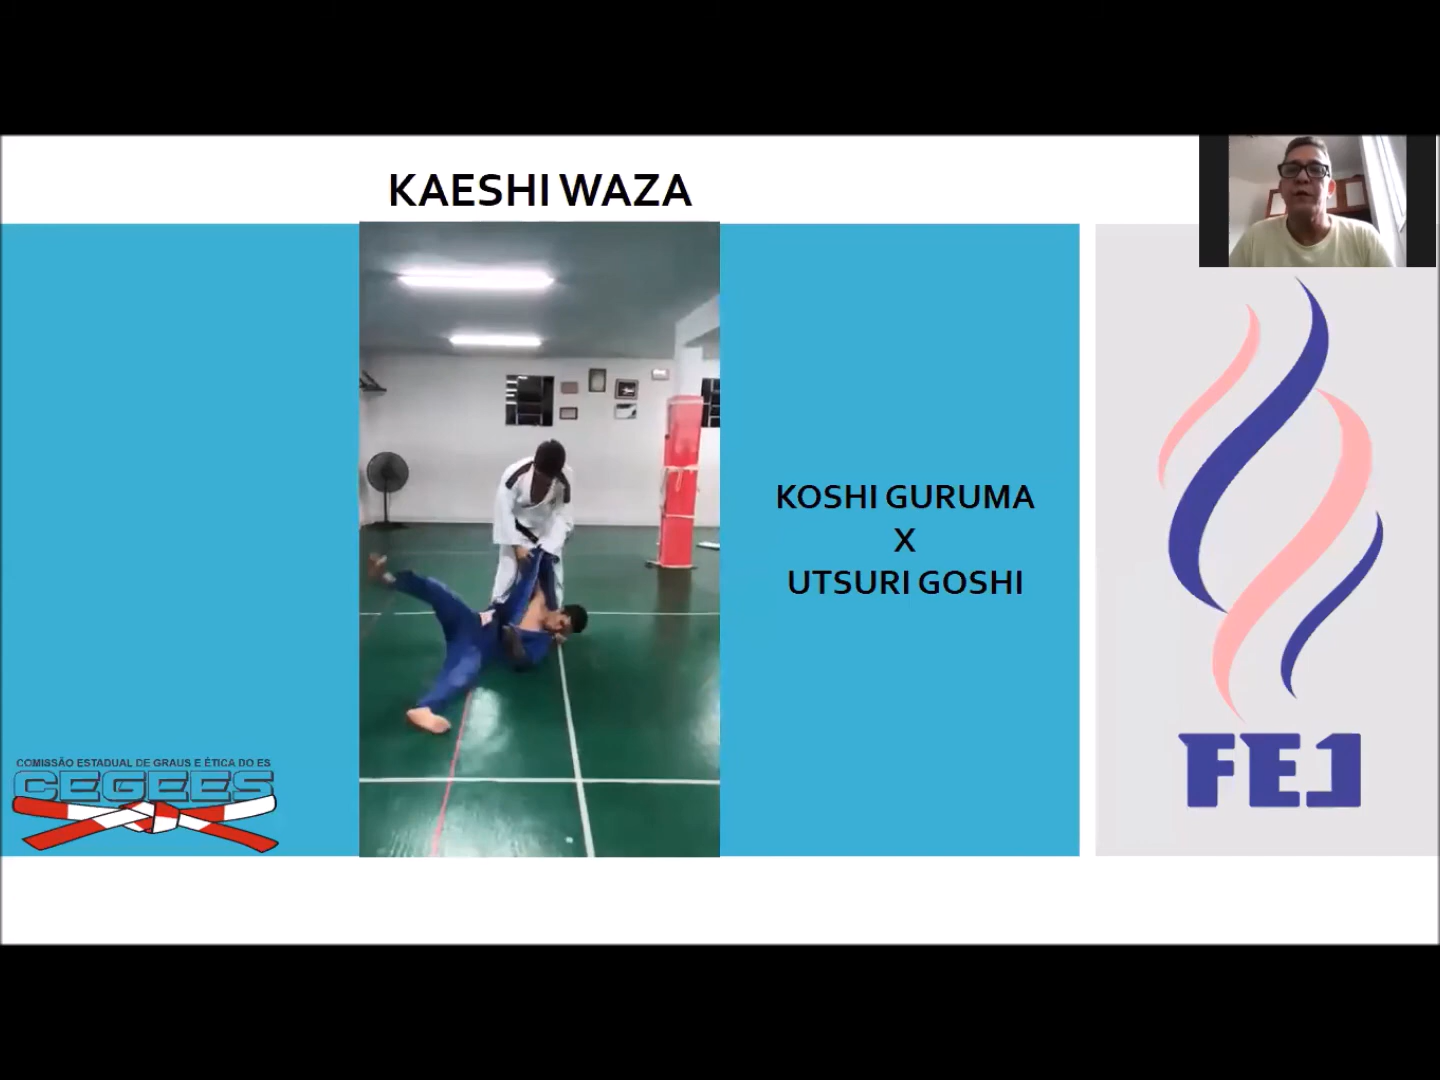 KAESHI WAZA
KOSHI GURUMA
X
UTSURI GOSHI
COMISSÃO ESTADUAL DE GRAUS E ÉTICA DO ES
CEGEES
FEJ